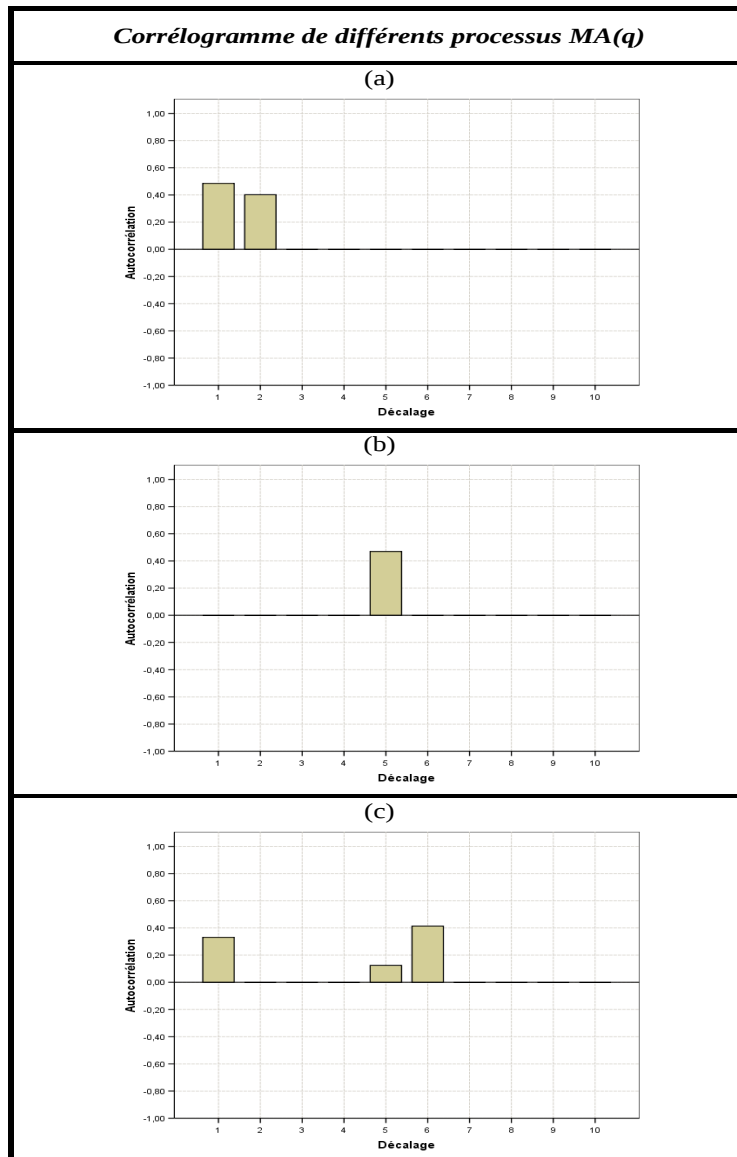 Corrélogramme de différents processus MA(q)
(a)
Autocorrélation
1,00
0,80
0,60
0,40
0,20
0,00
-0,20
-0,40
-0,60
-0,80
-1,00
1 2 3 4 5 6 7 8 9 10
Décalage
(b)
Autocorrélation
1,00
0,80
0,60
0,40
0,20
0,00
-0,20
-0,40
-0,60
-0,80
-1,00
1 2 3 4 5 6 7 8 9 10
Décalage
(c)
Autocorrélation
1,00
0,80
0,60
0,40
0,20
0,00
-0,20
-0,40
-0,60
-0,80
-1,00
1 2 3 4 5 6 7 8 9 10
Décalage